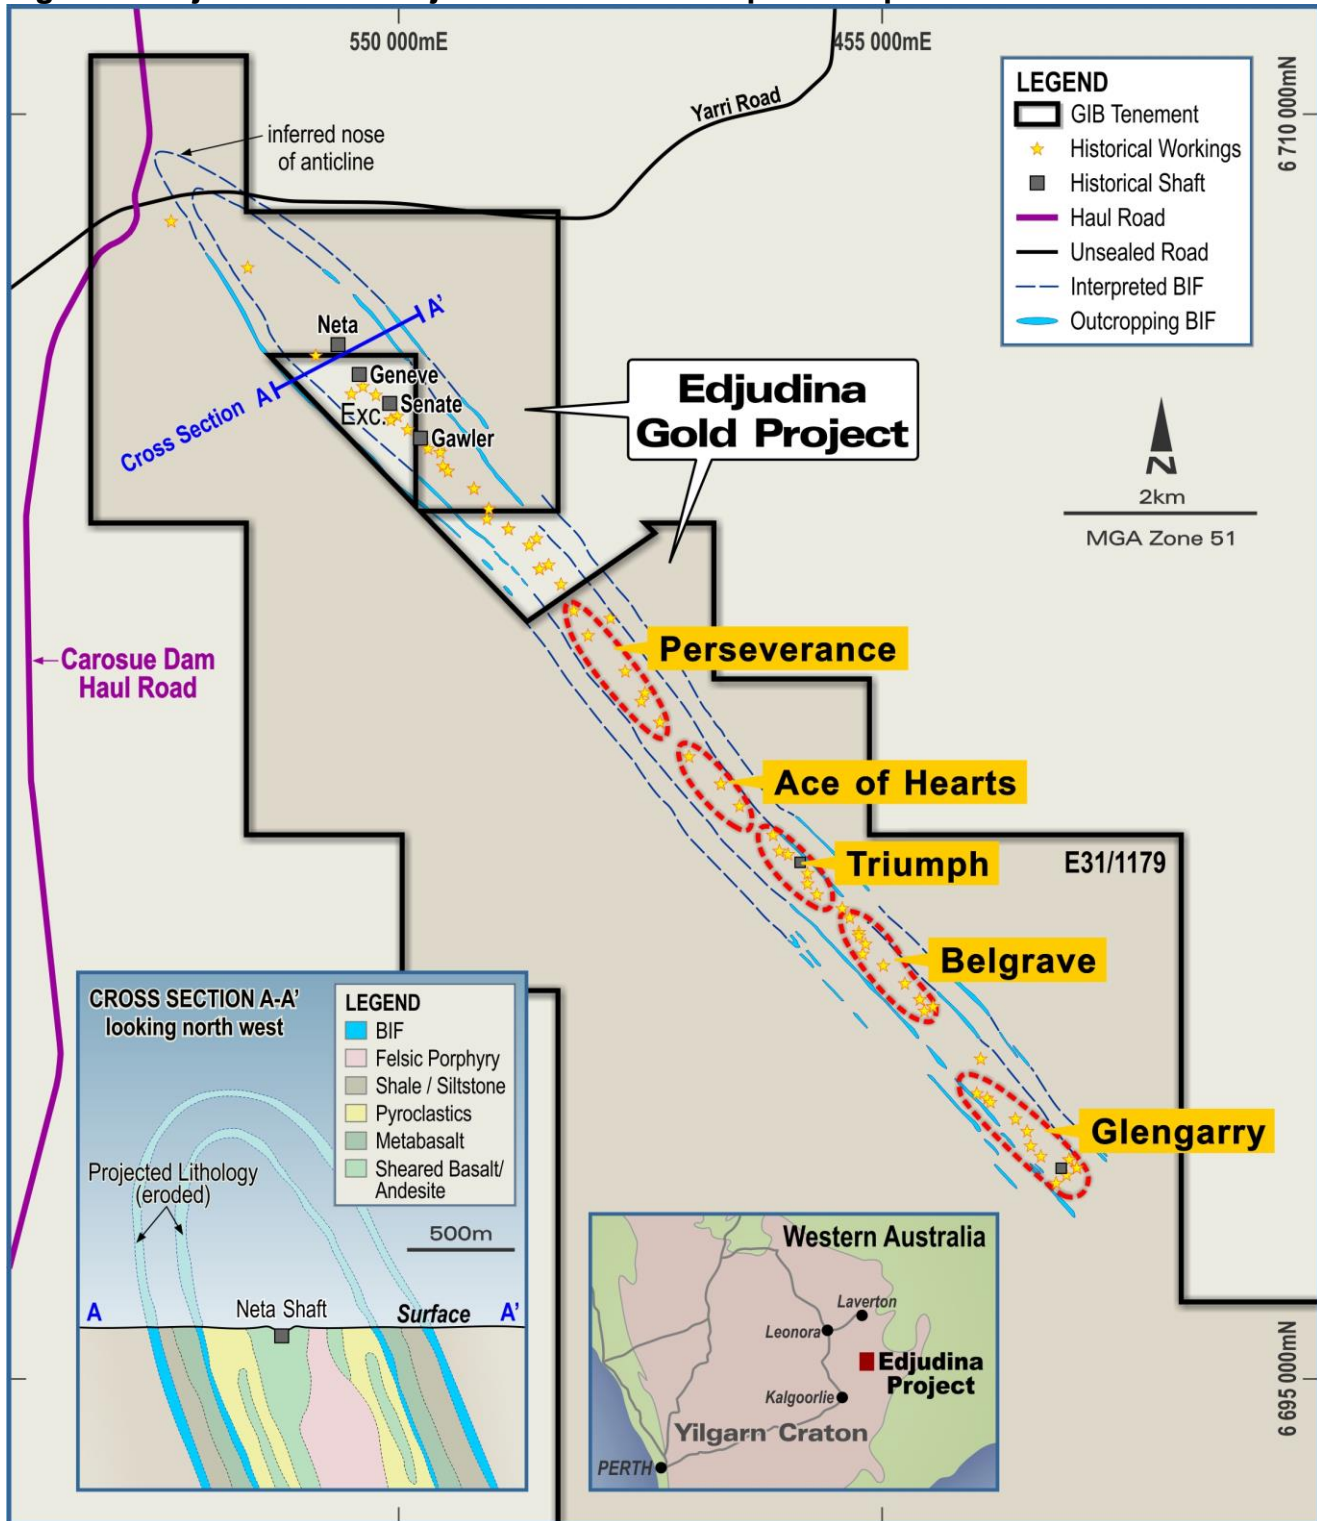 550 000mE
455 000mE
LEGEND
GIB Tenement
Historical Workings
Historical Shaft
Haul Road
Unsealed Road
Interpreted BIF
Outcropping BIF
6 710 000mN
Yarri Road
inferred nose
of anticline
Neta
A'
Geneve
Cross Section A
Exc.
Senate
Gawler
Edjudina
Gold Project
N
2km
MGA Zone 51
Carosue Dam
Haul Road
Perseverance
Ace of Hearts
Triumph
E31/1179
Belgrave
Glengarry
CROSS SECTION A-A'
looking north west
LEGEND
BIF
Felsic Porphyry
Shale / Siltstone
Pyroclastics
Metabasalt
Sheared Basalt/
Andesite
Projected Lithology
(eroded)
500m
A
Neta Shaft
Surface
A'
Western Australia
Laverton
Leonora
Edjudina
Project
Kalgoorlie
Yilgarn Craton
PERTH
6 695 000mN